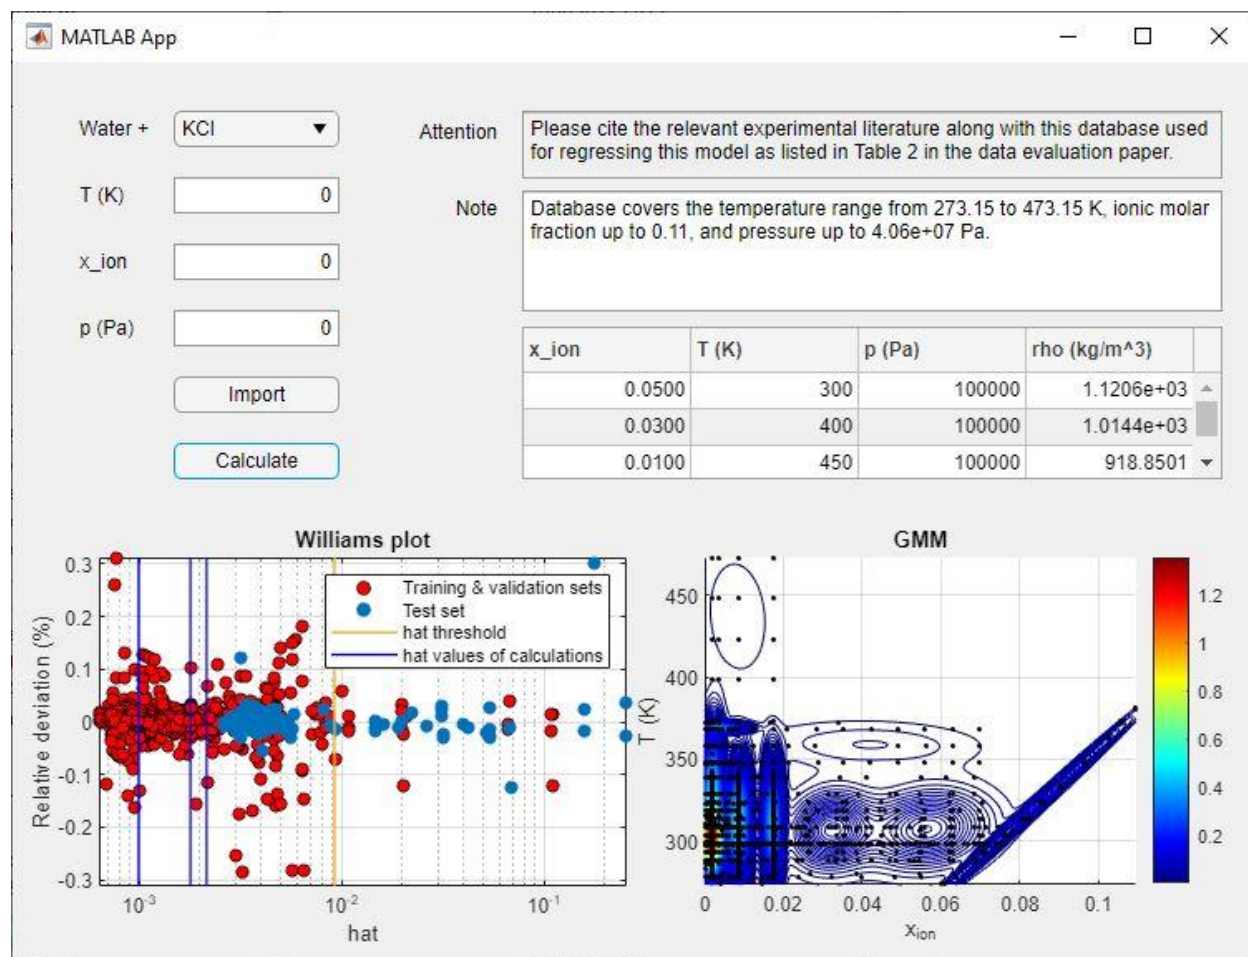 MATLAB App
Water +
KCl
Attention
Please cite the relevant experimental literature along with this database used
for regressing this model as listed in Table 2 in the data evaluation paper.
T (K)
0
Note
Database covers the temperature range from 273.15 to 473.15 K, ionic molar
fraction up to 0.11, and pressure up to 4.06e+07 Pa.
x_ion
0
p (Pa)
0
Import
Calculate
x_ion T (K) p (Pa) rho (kg/m^3)
0.0500 300 100000 1.1206e+03
0.0300 400 100000 1.0144e+03
0.0100 450 100000 918.8501
Williams plot
Relative deviation (%)
0.3
0.2
0.1
0
-0.1
-0.2
-0.3
Training & validation sets
Test set
hat threshold
hat values of calculations
10-3 10-2 10-1
hat
GMM
T (K)
450
400
350
300
0 0.02 0.04 0.06 0.08 0.1
xion
1.2
1
0.8
0.6
0.4
0.2